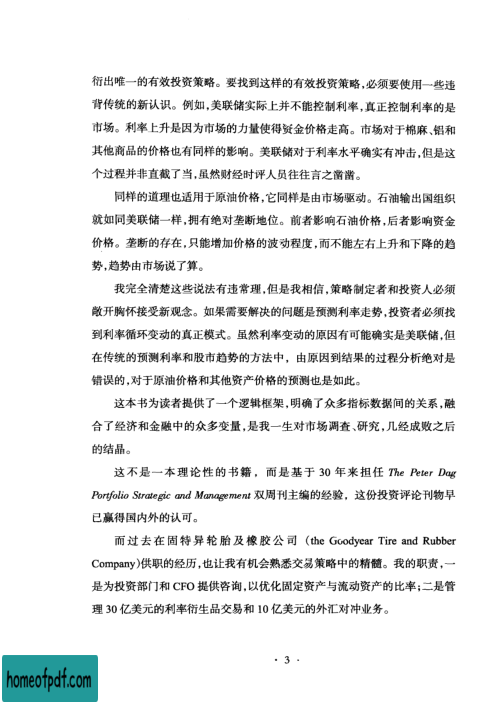 衍出唯一的有效投资策略。要找到这样的有效投资策略,必须要使用一些违
背传统的新认识。例如,美联储实际上并不能控制利率,真正控制利率的是
市场。利率上升是因为市场的力量使得资金价格走高。市场对于棉麻、铝和
其他商品的价格也有同样的影响。美联储对于利率水平确实有冲击,但是这
个过程并非直截了当,虽然财经时评人员往往言之凿凿。
同样的道理也适用于原油价格,它同样是由市场驱动。石油输出国组织
就如同美联储一样,拥有绝对垄断地位。前者影响石油价格,后者影响资金
价格。垄断的存在,只能增加价格的波动程度,而不能左右上升和下降的趋
势,趋势由市场说了算。
我完全清楚这些说法有违常理,但是我相信,策略制定者和投资人必须
敞开胸怀接受新观念。如果需要解决的问题是预测利率走势,投资者必须找
到利率循环变动的真正模式。虽然利率变动的原因有可能确实是美联储,但
在传统的预测利率和股市趋势的方法中，由原因到结果的过程分析绝对是
错误的,对于原油价格和其他资产价格的预测也是如此。
这本书为读者提供了一个逻辑框架,明确了众多指标数据间的关系,融
合了经济和金融中的众多变量,是我一生对市场调查、研究,几经成败之后
的结晶。
这不是一本理论性的书籍，而是基于 30 年来担任 The Peter Dag
Portfolio Strategic and Management 双周刊主编的经验，这份投资评论刊物早
已赢得国内外的认可。
而过去在固特异轮胎及橡胶公司 (the Goodyear Tire and Rubber
Company)供职的经历,也让我有机会熟悉交易策略中的精髓。我的职责,一
是为投资部门和 CFO 提供咨询,以优化固定资产与流动资产的比率;二是管
理 30 亿美元的利率衍生品交易和 10 亿美元的外汇对冲业务。
· 3 ·
homeofpdf.com